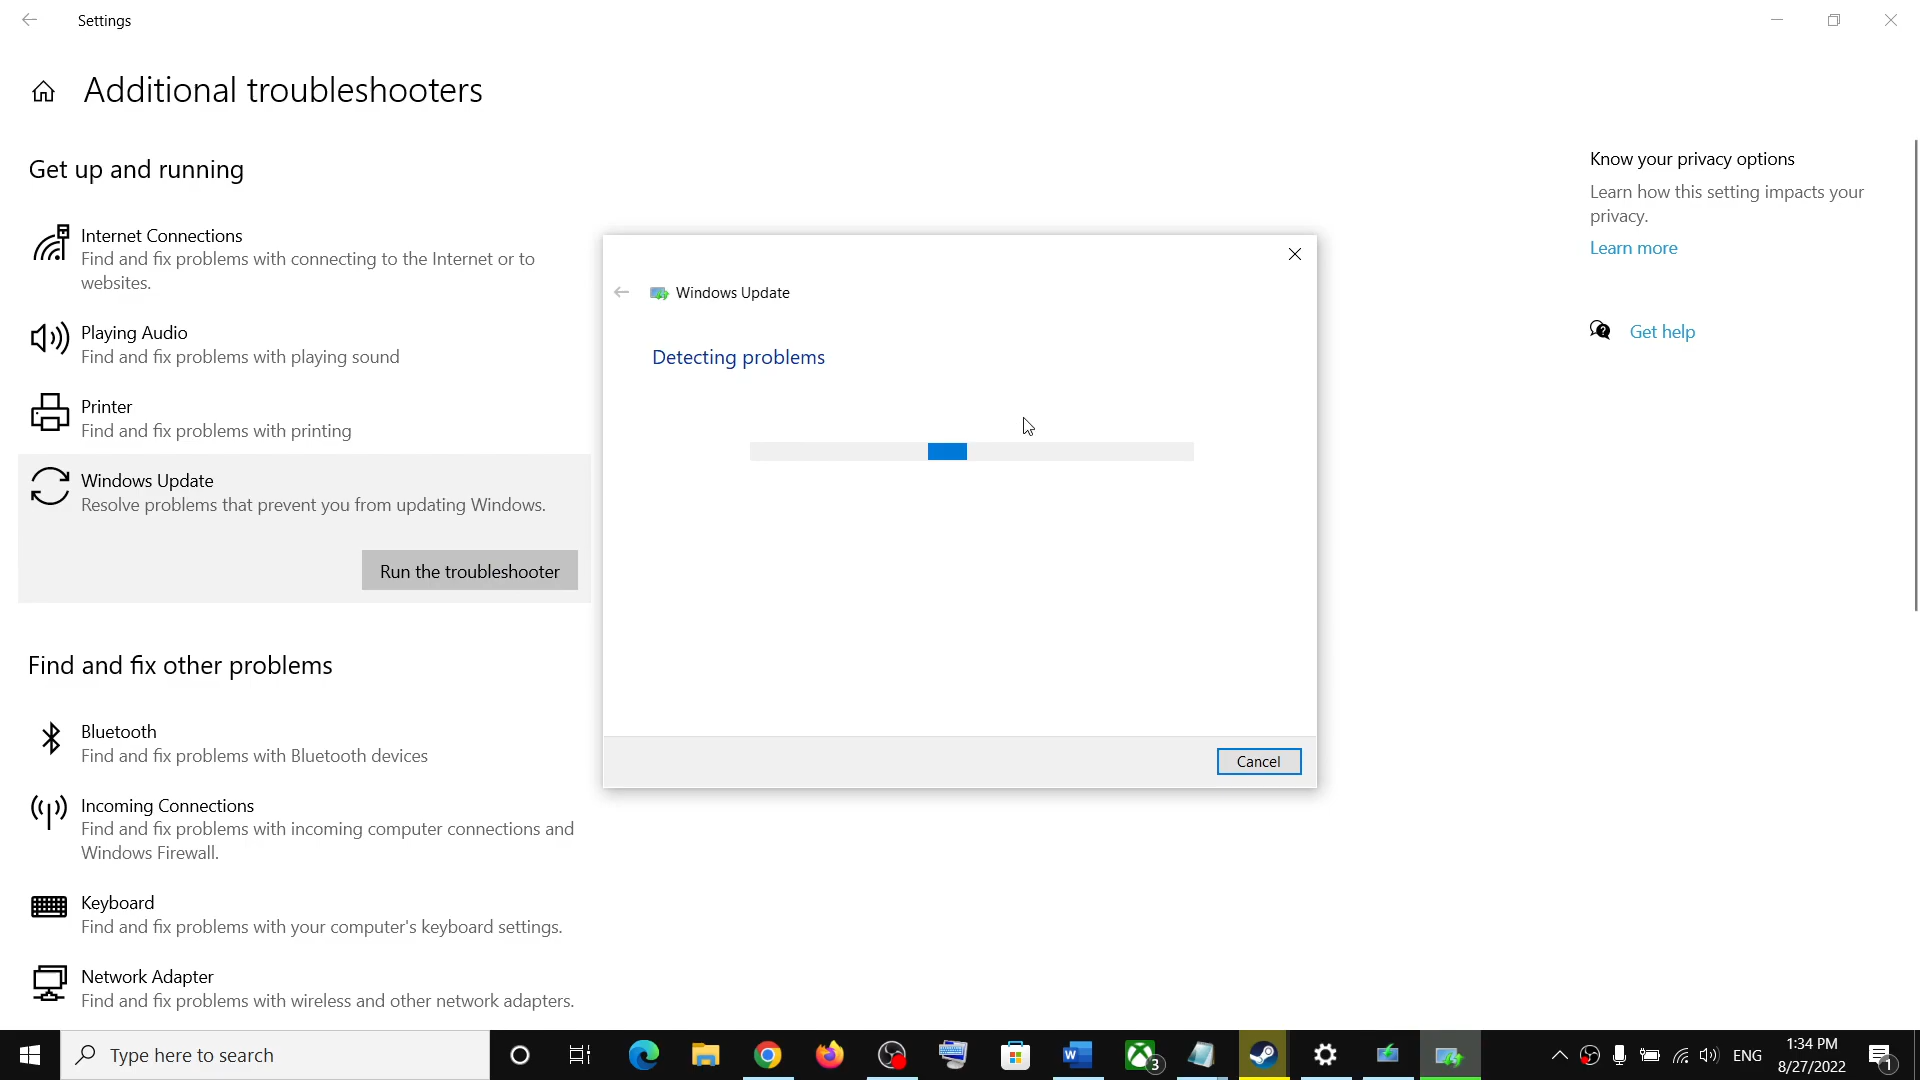 Settings
Additional troubleshooters
Get up and running
Internet Connections
Find and fix problems with connecting to the Internet or to
websites.
Playing Audio
Find and fix problems with playing sound
Printer
Find and fix problems with printing
Windows Update
Resolve problems that prevent you from updating Windows.
Run the troubleshooter
Find and fix other problems
Bluetooth
Find and fix problems with Bluetooth devices
Incoming Connections
Find and fix problems with incoming computer connections and
Windows Firewall.
Keyboard
Find and fix problems with your computer's keyboard settings.
Network Adapter
Find and fix problems with wireless and other network adapters.
Windows Update
Detecting problems
Cancel
Know your privacy options
Learn how this setting impacts your
privacy.
Learn more
Get help
Type here to search
W
3
ENG
1:34 PM
8/27/2022
1